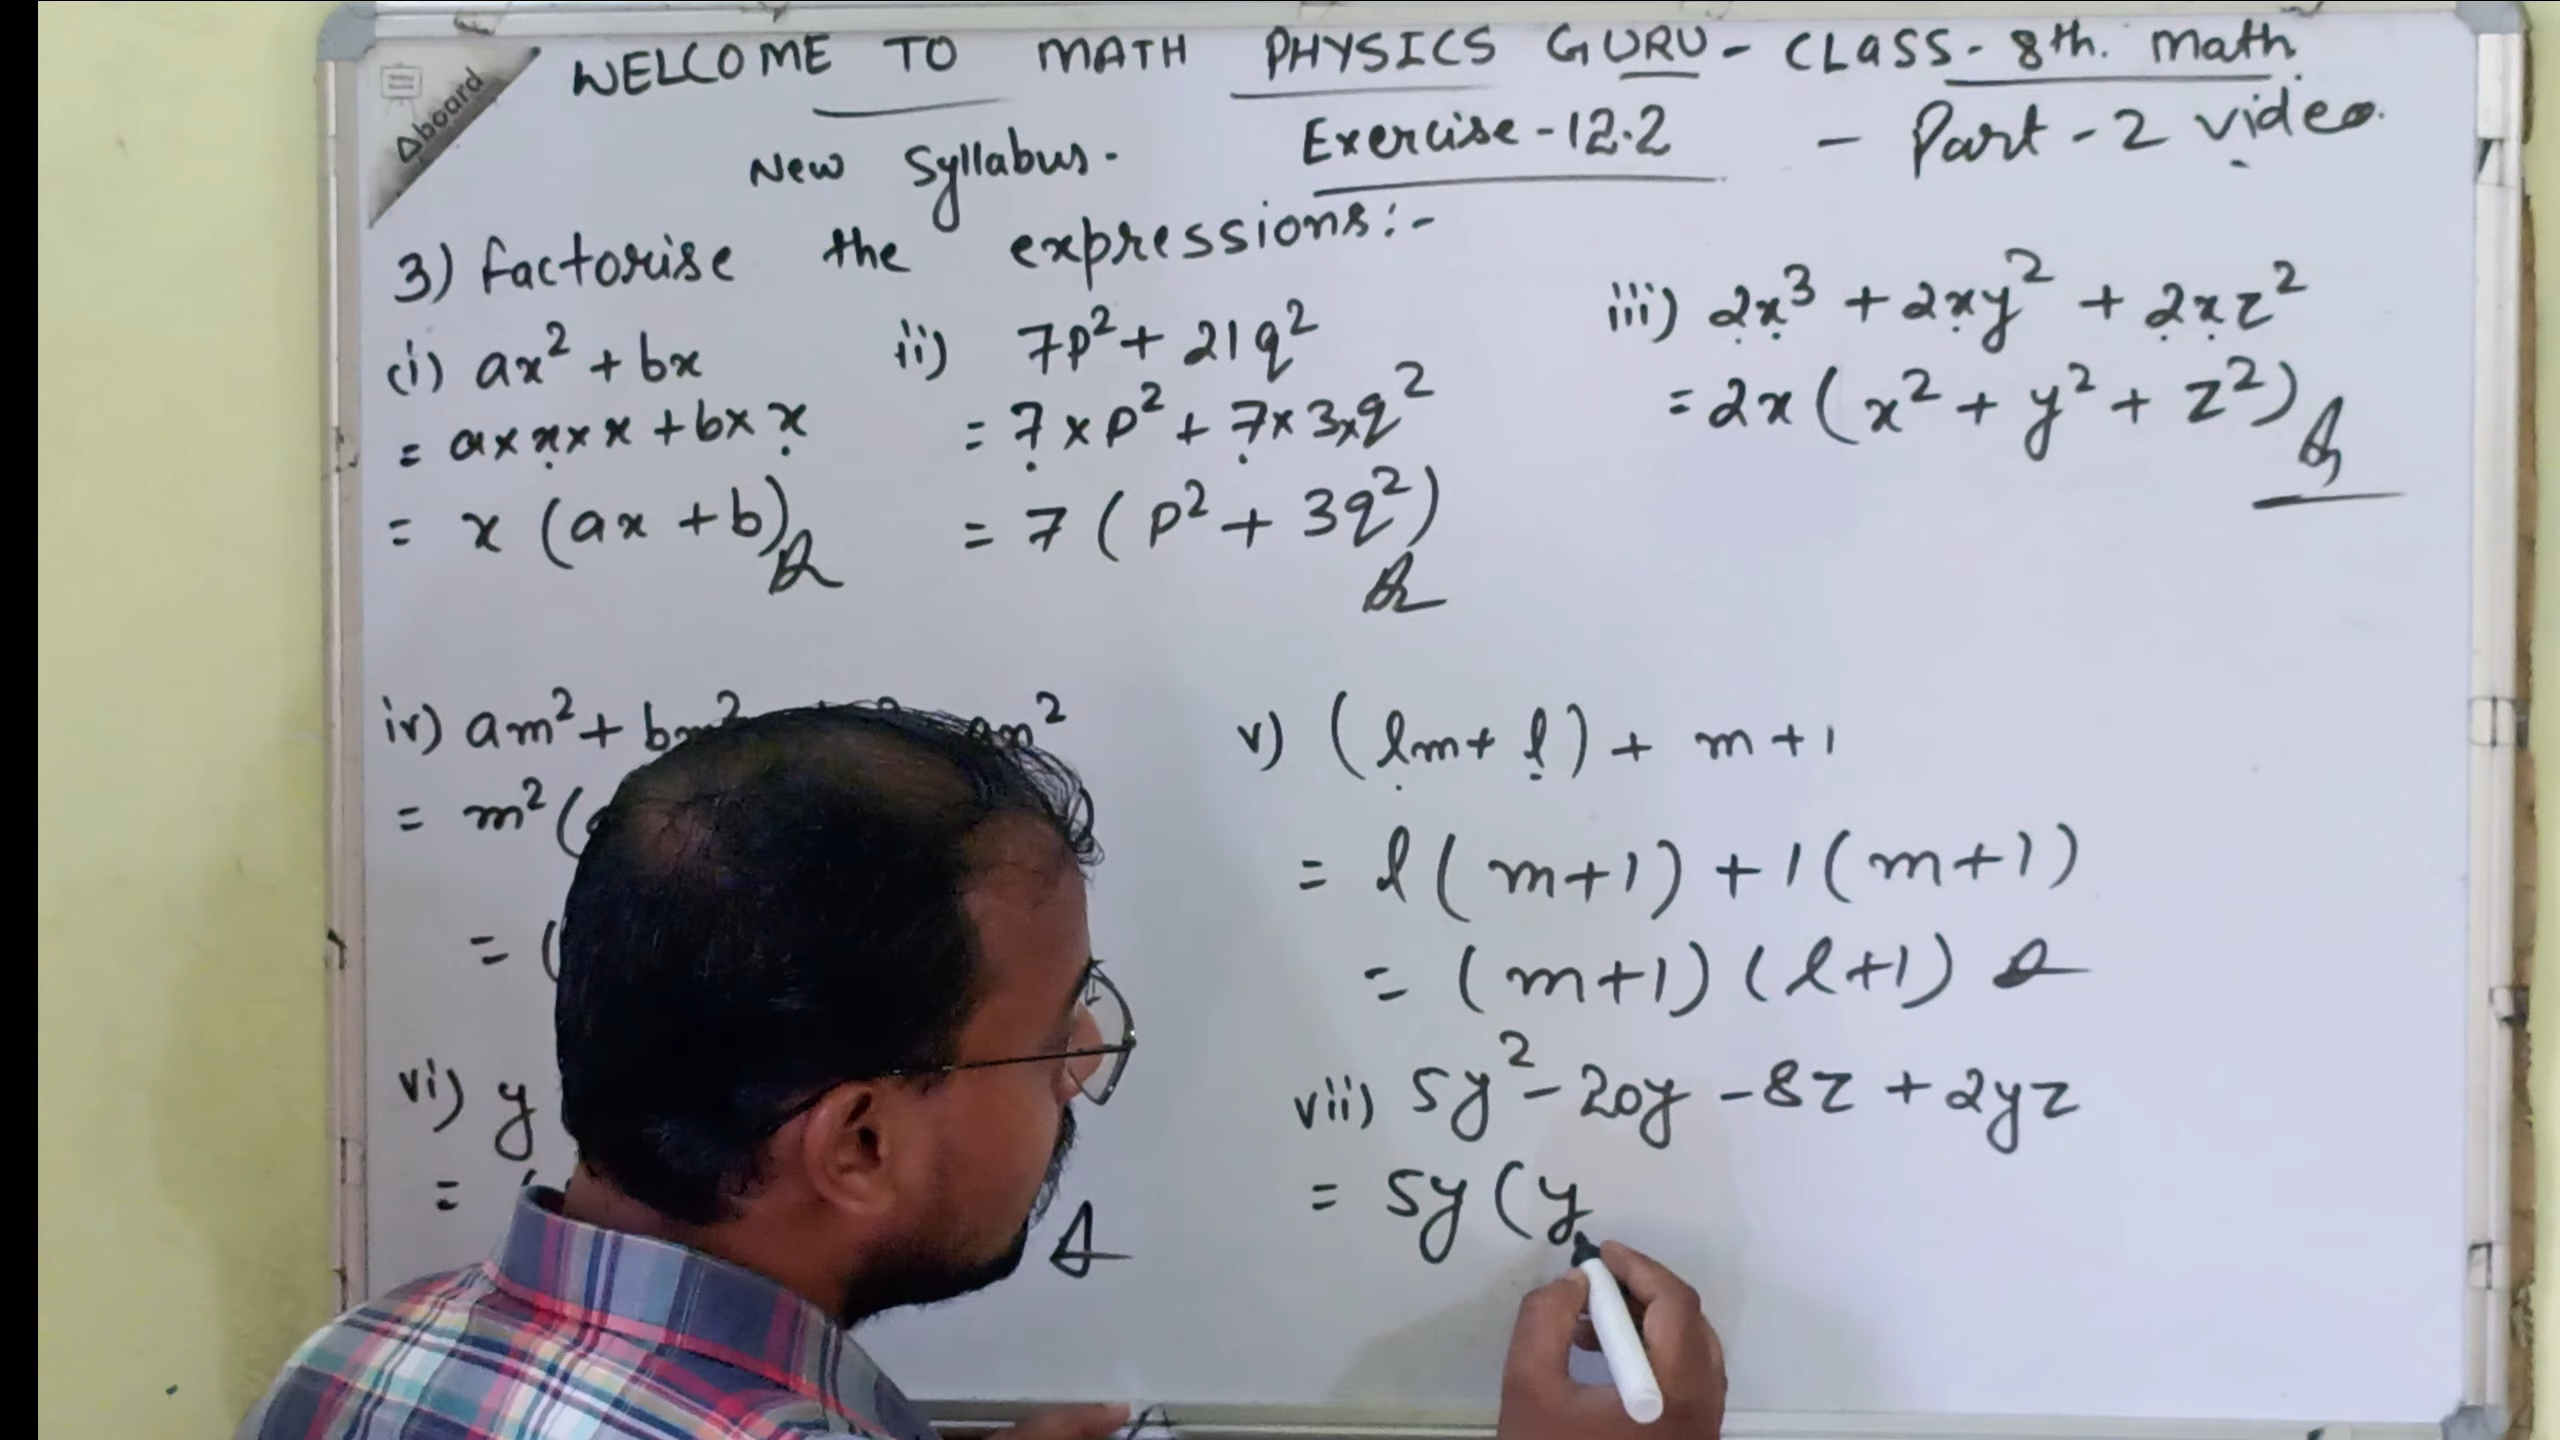 board
WELCOME TO MATH PHYSICS GURU - CLASS - 8th. Math
New Syllabus. Exercise - 12.2 - Part - 2 video.
3) factorise the expressions:-
(i) ax² + bx
= a×x×x + b×x
= x (ax + b)
ii) 7p² + 21q²
= 7×p² + 7×3×q²
= 7 (p² + 3q²)
iii) 2x³ + 2xy² + 2xz²
= 2x (x² + y² + z²)
iv) am² + b
= m² (
= (
v) (lm + l) + m + 1
= l (m+1) + 1 (m+1)
= (m+1) (l+1)
vi) y
=
vii) 5y² - 20y - 8z + 2yz
= 5y (y